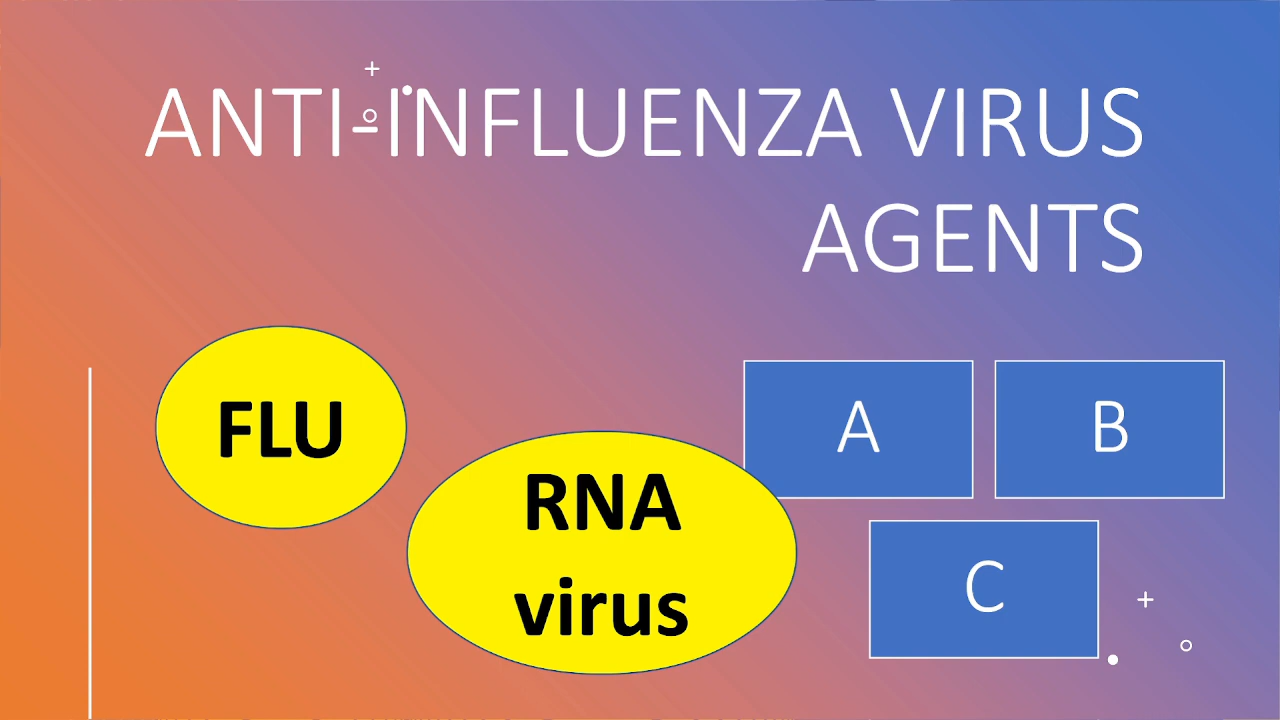 ANTI-INFLUENZA VIRUS
AGENTS
FLU
RNA
virus
A
B
C